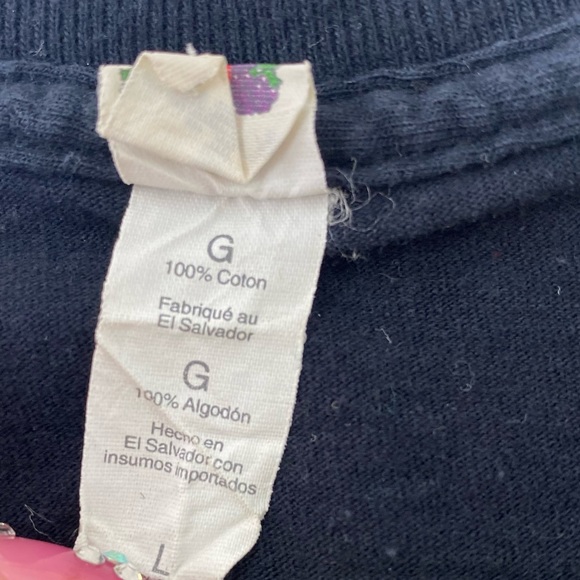 G
100% Coton
Fabriqué au
El Salvador
G
100% Algodón
Hecho en
El Salvador con
insumos importados
L